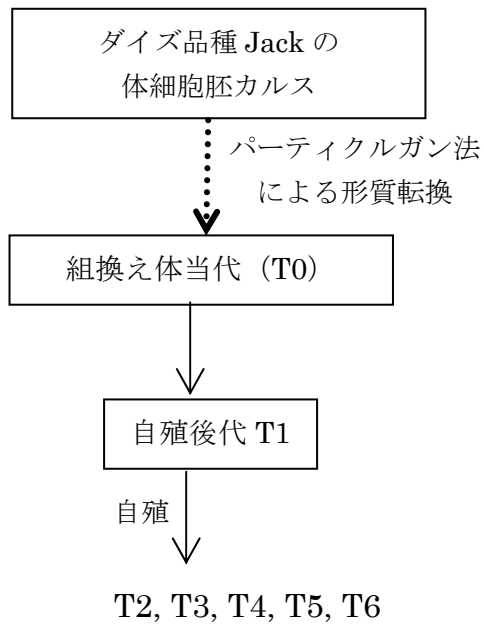 ダイズ品種 Jack の
体細胞胚カルス
パーティクルガン法
による形質転換
組換え体当代（T0）
自殖後代 T1
自殖
T2, T3, T4, T5, T6